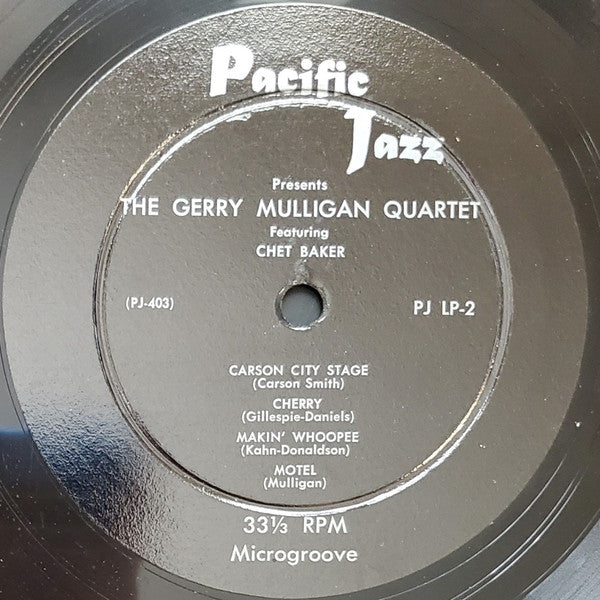 Pacific
Jazz
Presents
THE GERRY MULLIGAN QUARTET
Featuring
CHET BAKER
(PJ-403) PJ LP-2
CARSON CITY STAGE
(Carson Smith)
CHERRY
(Gillespie-Daniels)
MAKIN' WHOOPEE
(Kahn-Donaldson)
MOTEL
(Mulligan)
33⅓ RPM
Microgroove